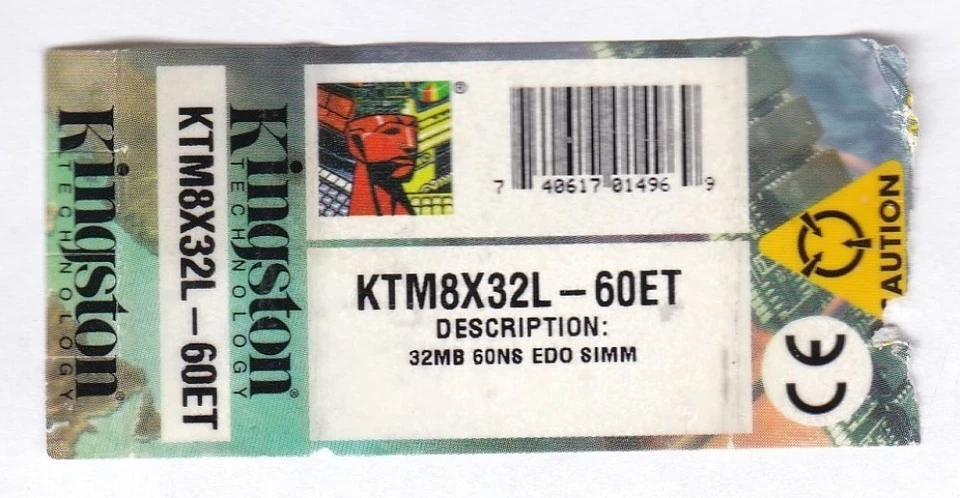 Kingston
TECHNOLOGY
®
KTM8X32L – 60ET
Kingston
TECHNOLOGY
®
®
7 40617 01496 9
KTM8X32L – 60ET
DESCRIPTION:
32MB 60NS EDO SIMM
CAUTION
CE